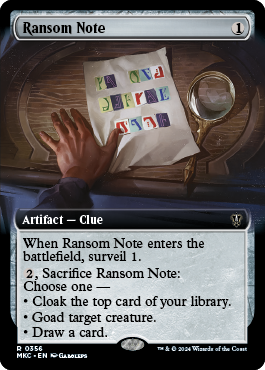 Ransom Note 1
Artifact — Clue
When Ransom Note enters the
battlefield, surveil 1.
2, Sacrifice Ransom Note:
Choose one —
• Cloak the top card of your library.
• Goad target creature.
• Draw a card.
R 0356
MKC • EN Gaboleps
™ & © 2024 Wizards of the Coast